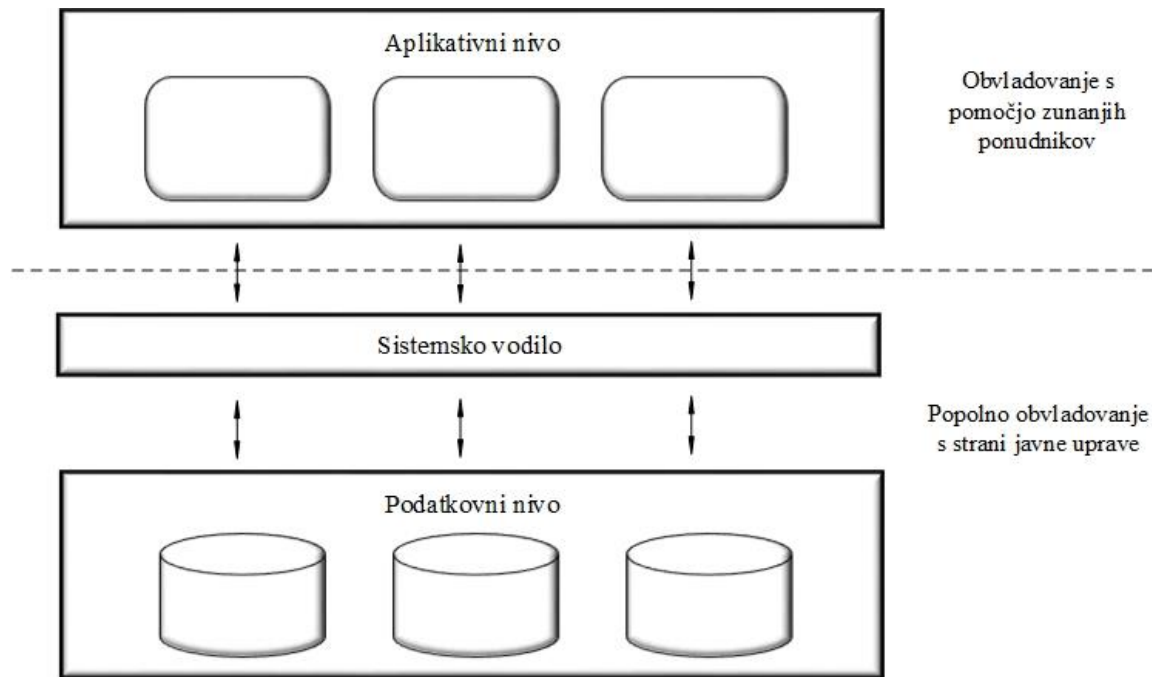 Aplikativni nivo
Obvladovanje s
pomočjo zunanjih
ponudnikov
Sistemsko vodilo
Popolno obvladovanje
s strani javne uprave
Podatkovni nivo